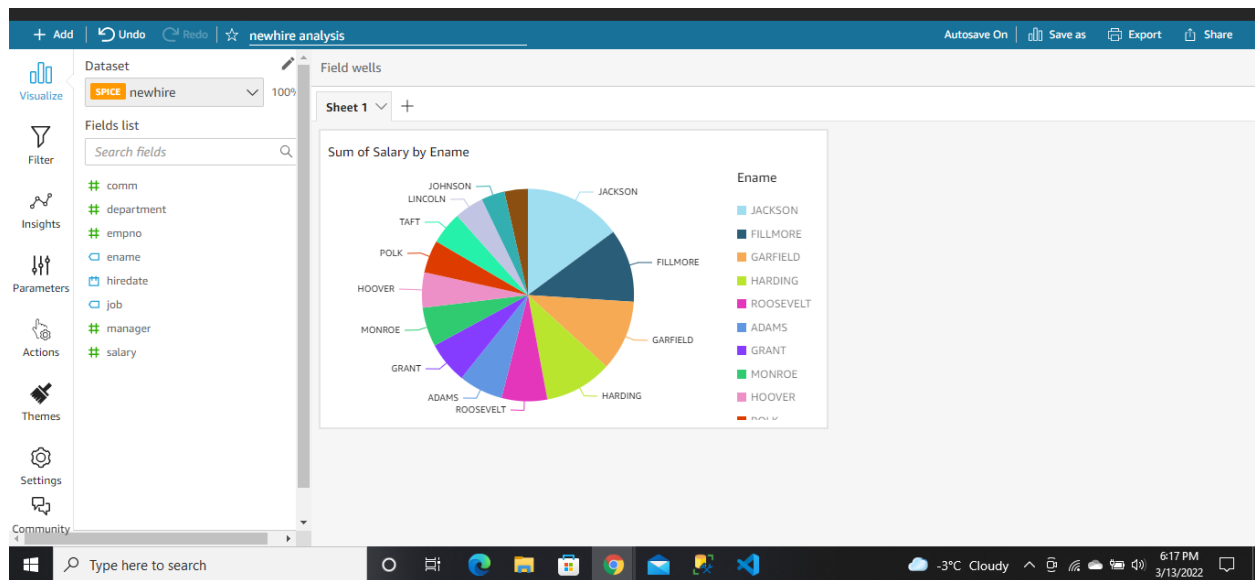 + Add Undo Redo newhire analysis Autosave On Save as Export Share
Visualize
Filter
Insights
Parameters
Actions
Themes
Settings
Community
Dataset
SPICE newhire 100%
Fields list
Search fields
# comm
# department
# empno
ename
hiredate
job
# manager
# salary
Field wells
Sheet 1 +
Sum of Salary by Ename
JOHNSON
LINCOLN
TAFT
POLK
HOOVER
MONROE
GRANT
ADAMS
ROOSEVELT
JACKSON
FILLMORE
GARFIELD
HARDING
Ename
JACKSON
FILLMORE
GARFIELD
HARDING
ROOSEVELT
ADAMS
GRANT
MONROE
HOOVER
POLK
Type here to search
-3°C Cloudy
6:17 PM
3/13/2022